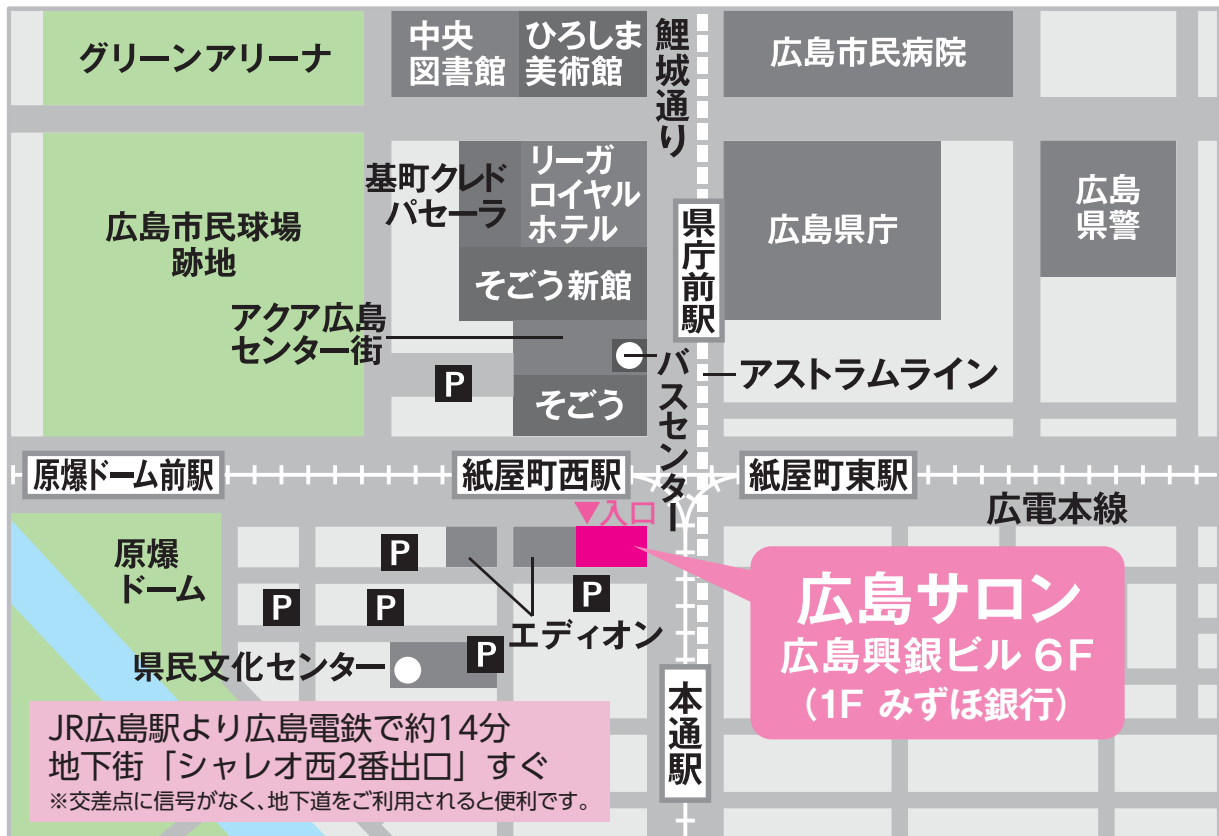 グリーンアリーナ
中央
図書館
ひろしま
美術館
鯉城通り
広島市民病院
広島市民球場
跡地
基町クレド
パセーラ
リーガ
ロイヤル
ホテル
県庁前駅
広島県庁
広島
県警
そごう新館
アクア広島
センター街
P
バスセンター
アストラムライン
そごう
原爆ドーム前駅
紙屋町西駅
紙屋町東駅
広電本線
▼入口
原爆
ドーム
P
P
P
P
エディオン
P
県民文化センター
広島サロン
広島興銀ビル 6F
(1F みずほ銀行)
本通駅
JR広島駅より広島電鉄で約14分
地下街「シャレオ西2番出口」すぐ
※交差点に信号がなく、地下道をご利用されると便利です。